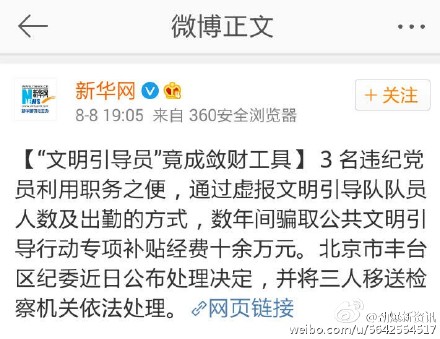 微博正文
新华网
8-8 19:05 来自 360安全浏览器
+关注
【“文明引导员”竟成敛财工具】3名违纪党
员利用职务之便，通过虚报文明引导队队员
人数及出勤的方式，数年间骗取公共文明引
导行动专项补贴经费十余万元。北京市丰台
区纪委近日公布处理决定，并将三人移送检
察机关依法处理。网页链接
weibo.com/u/5642554517